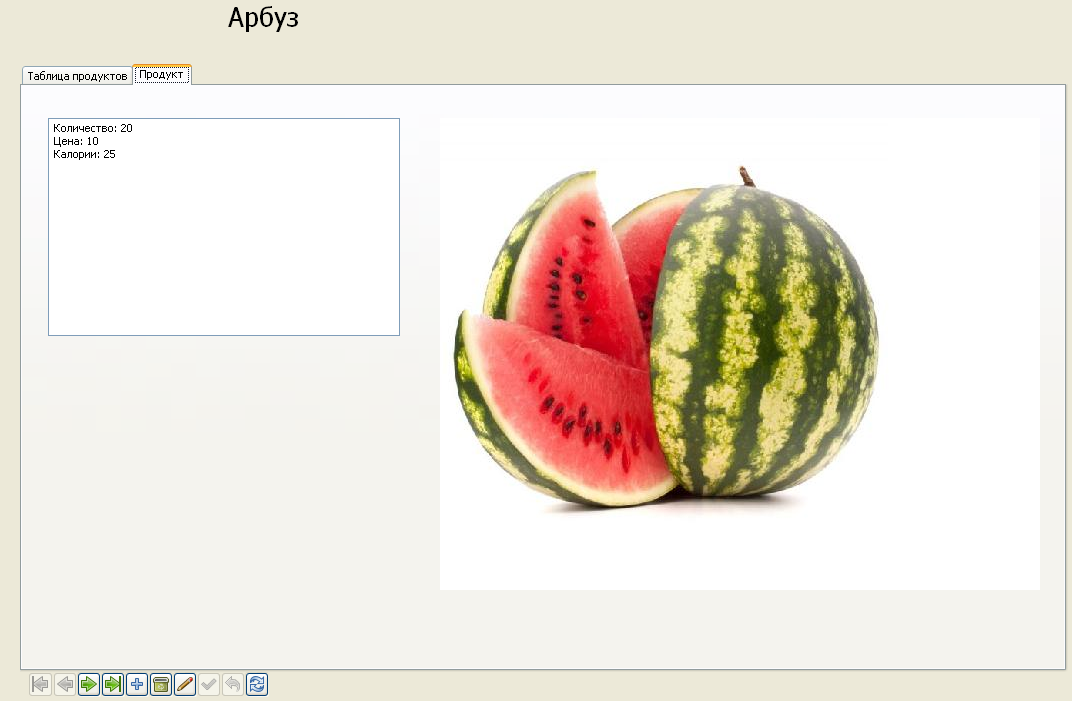 Арбуз
Таблица продуктов
Продукт
Количество: 20
Цена: 10
Калории: 25